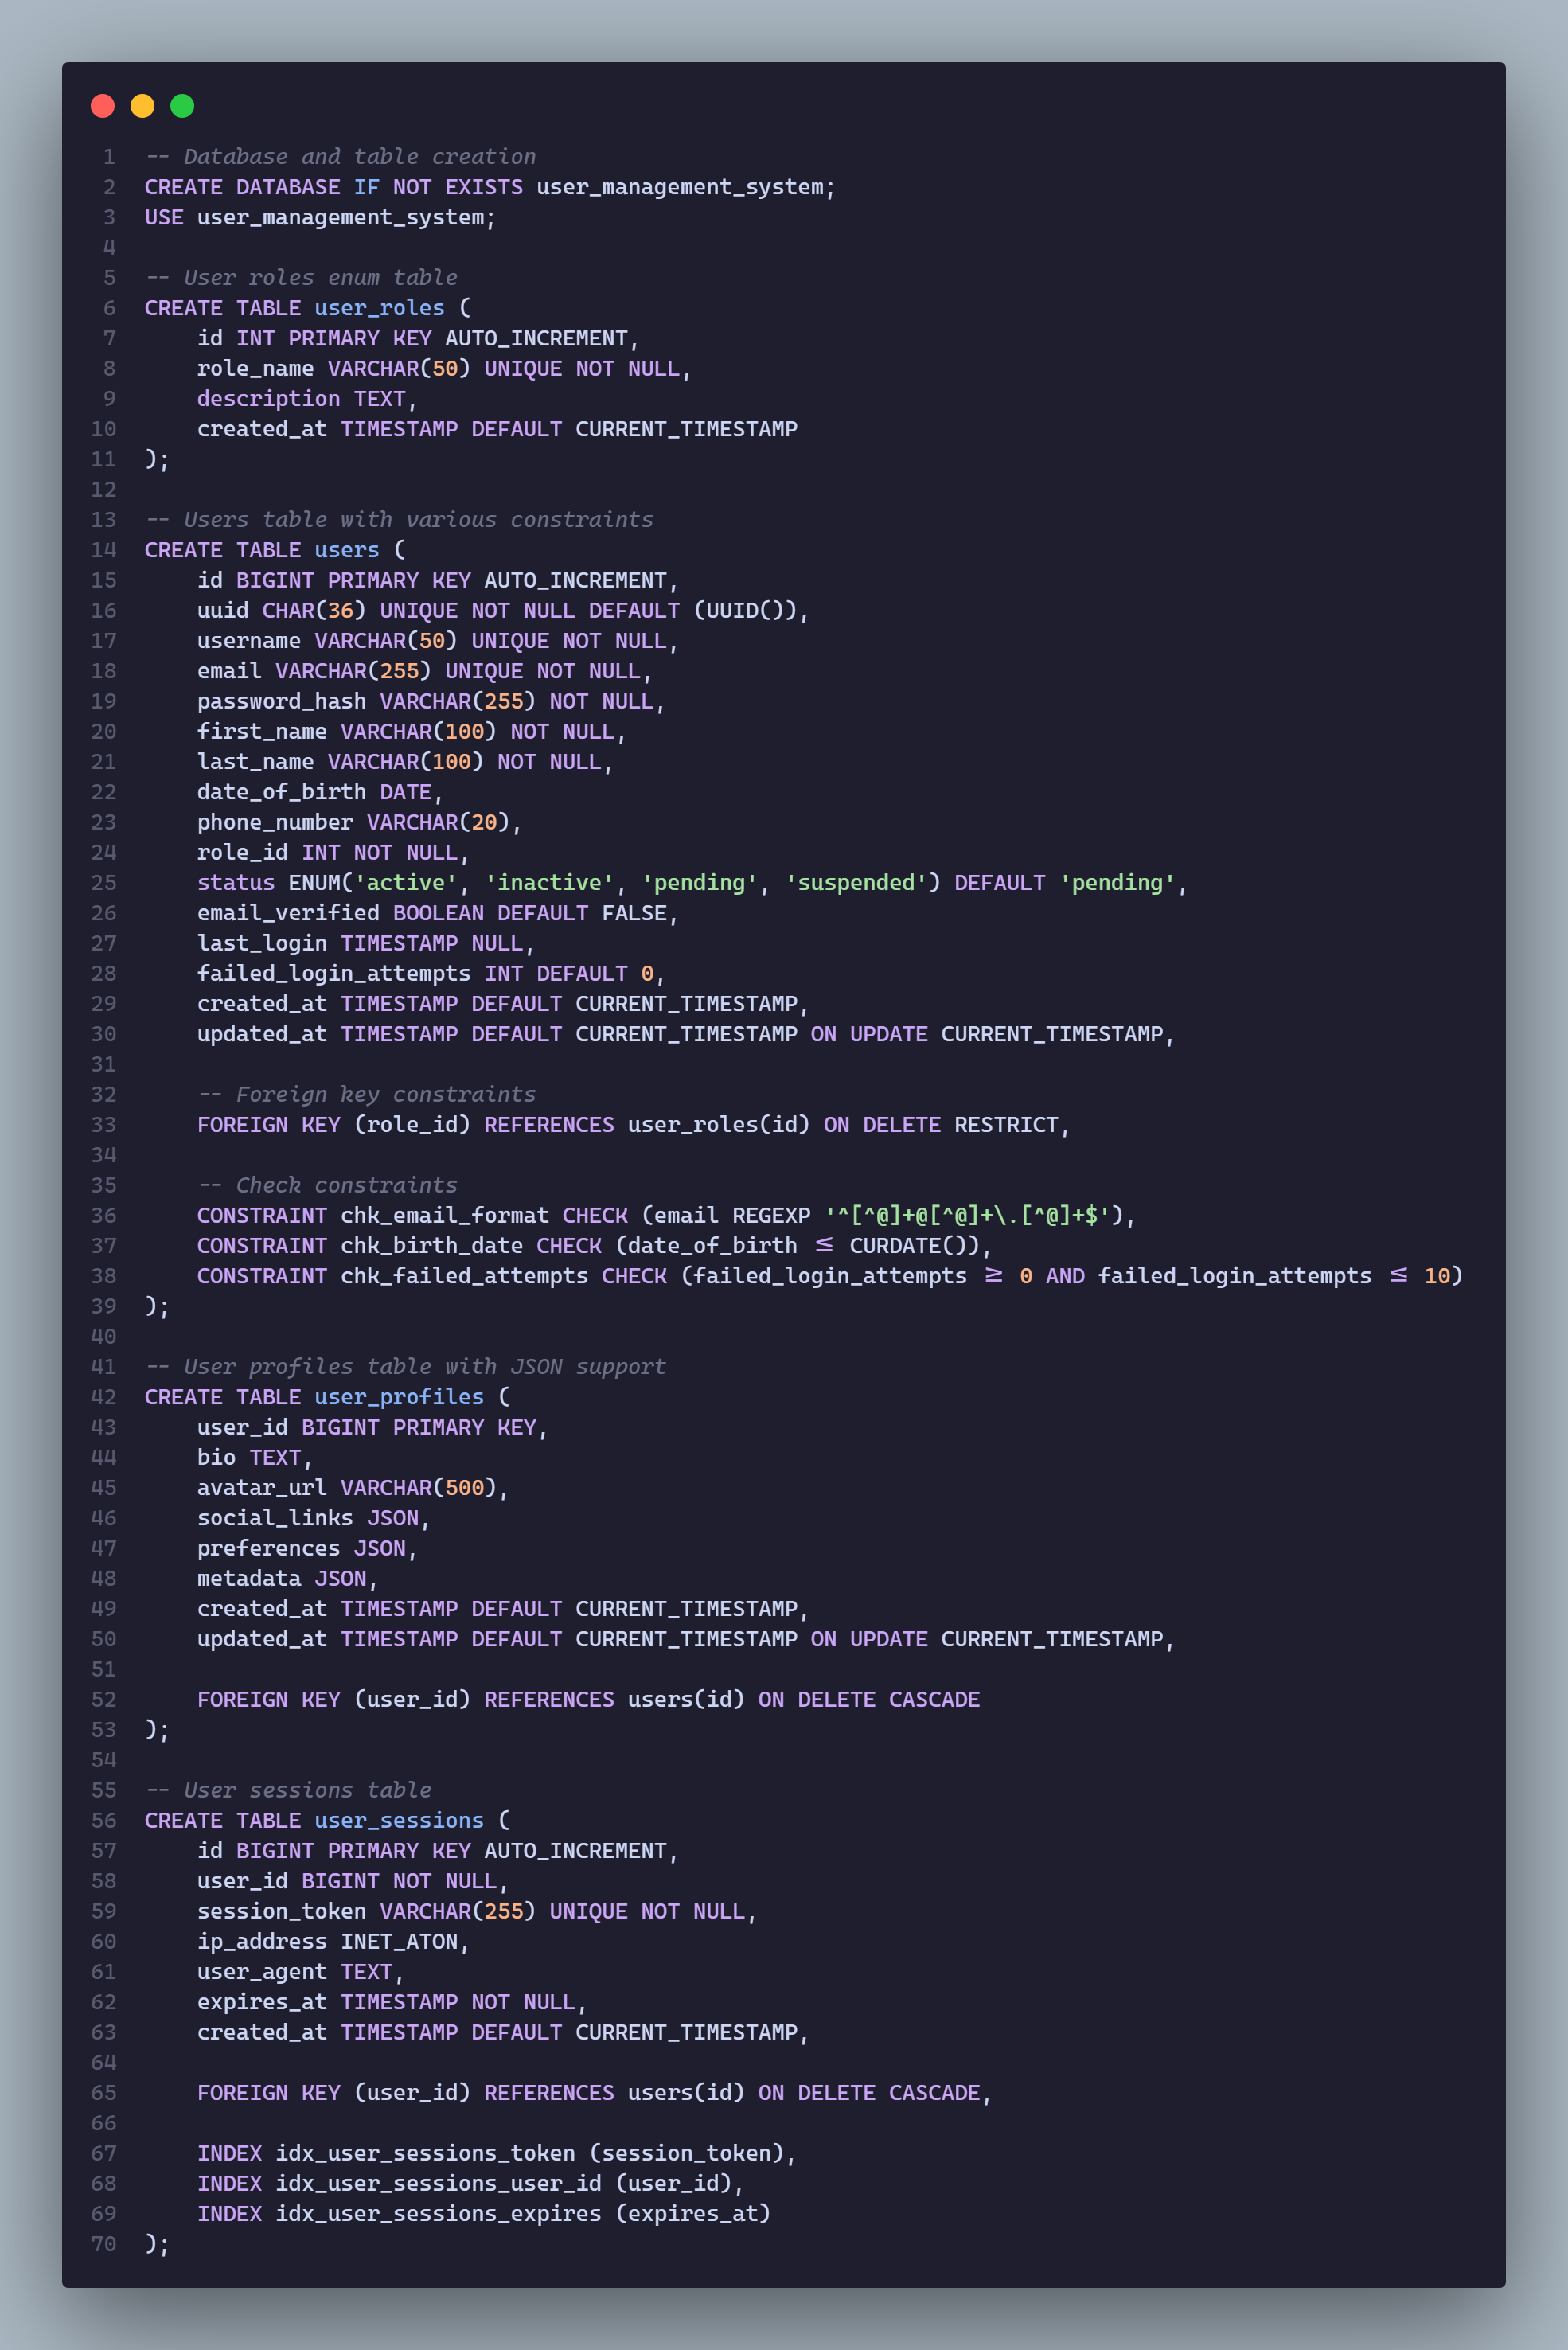 1 -- Database and table creation
2 CREATE DATABASE IF NOT EXISTS user_management_system;
3 USE user_management_system;
4
5 -- User roles enum table
6 CREATE TABLE user_roles (
7     id INT PRIMARY KEY AUTO_INCREMENT,
8     role_name VARCHAR(50) UNIQUE NOT NULL,
9     description TEXT,
10     created_at TIMESTAMP DEFAULT CURRENT_TIMESTAMP
11 );
12
13 -- Users table with various constraints
14 CREATE TABLE users (
15     id BIGINT PRIMARY KEY AUTO_INCREMENT,
16     uuid CHAR(36) UNIQUE NOT NULL DEFAULT (UUID()),
17     username VARCHAR(50) UNIQUE NOT NULL,
18     email VARCHAR(255) UNIQUE NOT NULL,
19     password_hash VARCHAR(255) NOT NULL,
20     first_name VARCHAR(100) NOT NULL,
21     last_name VARCHAR(100) NOT NULL,
22     date_of_birth DATE,
23     phone_number VARCHAR(20),
24     role_id INT NOT NULL,
25     status ENUM('active', 'inactive', 'pending', 'suspended') DEFAULT 'pending',
26     email_verified BOOLEAN DEFAULT FALSE,
27     last_login TIMESTAMP NULL,
28     failed_login_attempts INT DEFAULT 0,
29     created_at TIMESTAMP DEFAULT CURRENT_TIMESTAMP,
30     updated_at TIMESTAMP DEFAULT CURRENT_TIMESTAMP ON UPDATE CURRENT_TIMESTAMP,
31
32     -- Foreign key constraints
33     FOREIGN KEY (role_id) REFERENCES user_roles(id) ON DELETE RESTRICT,
34
35     -- Check constraints
36     CONSTRAINT chk_email_format CHECK (email REGEXP '^[^@]+@[^@]+\.[^@]+$'),
37     CONSTRAINT chk_birth_date CHECK (date_of_birth ≤ CURDATE()),
38     CONSTRAINT chk_failed_attempts CHECK (failed_login_attempts ≥ 0 AND failed_login_attempts ≤ 10)
39 );
40
41 -- User profiles table with JSON support
42 CREATE TABLE user_profiles (
43     user_id BIGINT PRIMARY KEY,
44     bio TEXT,
45     avatar_url VARCHAR(500),
46     social_links JSON,
47     preferences JSON,
48     metadata JSON,
49     created_at TIMESTAMP DEFAULT CURRENT_TIMESTAMP,
50     updated_at TIMESTAMP DEFAULT CURRENT_TIMESTAMP ON UPDATE CURRENT_TIMESTAMP,
51
52     FOREIGN KEY (user_id) REFERENCES users(id) ON DELETE CASCADE
53 );
54
55 -- User sessions table
56 CREATE TABLE user_sessions (
57     id BIGINT PRIMARY KEY AUTO_INCREMENT,
58     user_id BIGINT NOT NULL,
59     session_token VARCHAR(255) UNIQUE NOT NULL,
60     ip_address INET_ATON,
61     user_agent TEXT,
62     expires_at TIMESTAMP NOT NULL,
63     created_at TIMESTAMP DEFAULT CURRENT_TIMESTAMP,
64
65     FOREIGN KEY (user_id) REFERENCES users(id) ON DELETE CASCADE,
66
67     INDEX idx_user_sessions_token (session_token),
68     INDEX idx_user_sessions_user_id (user_id),
69     INDEX idx_user_sessions_expires (expires_at)
70 );